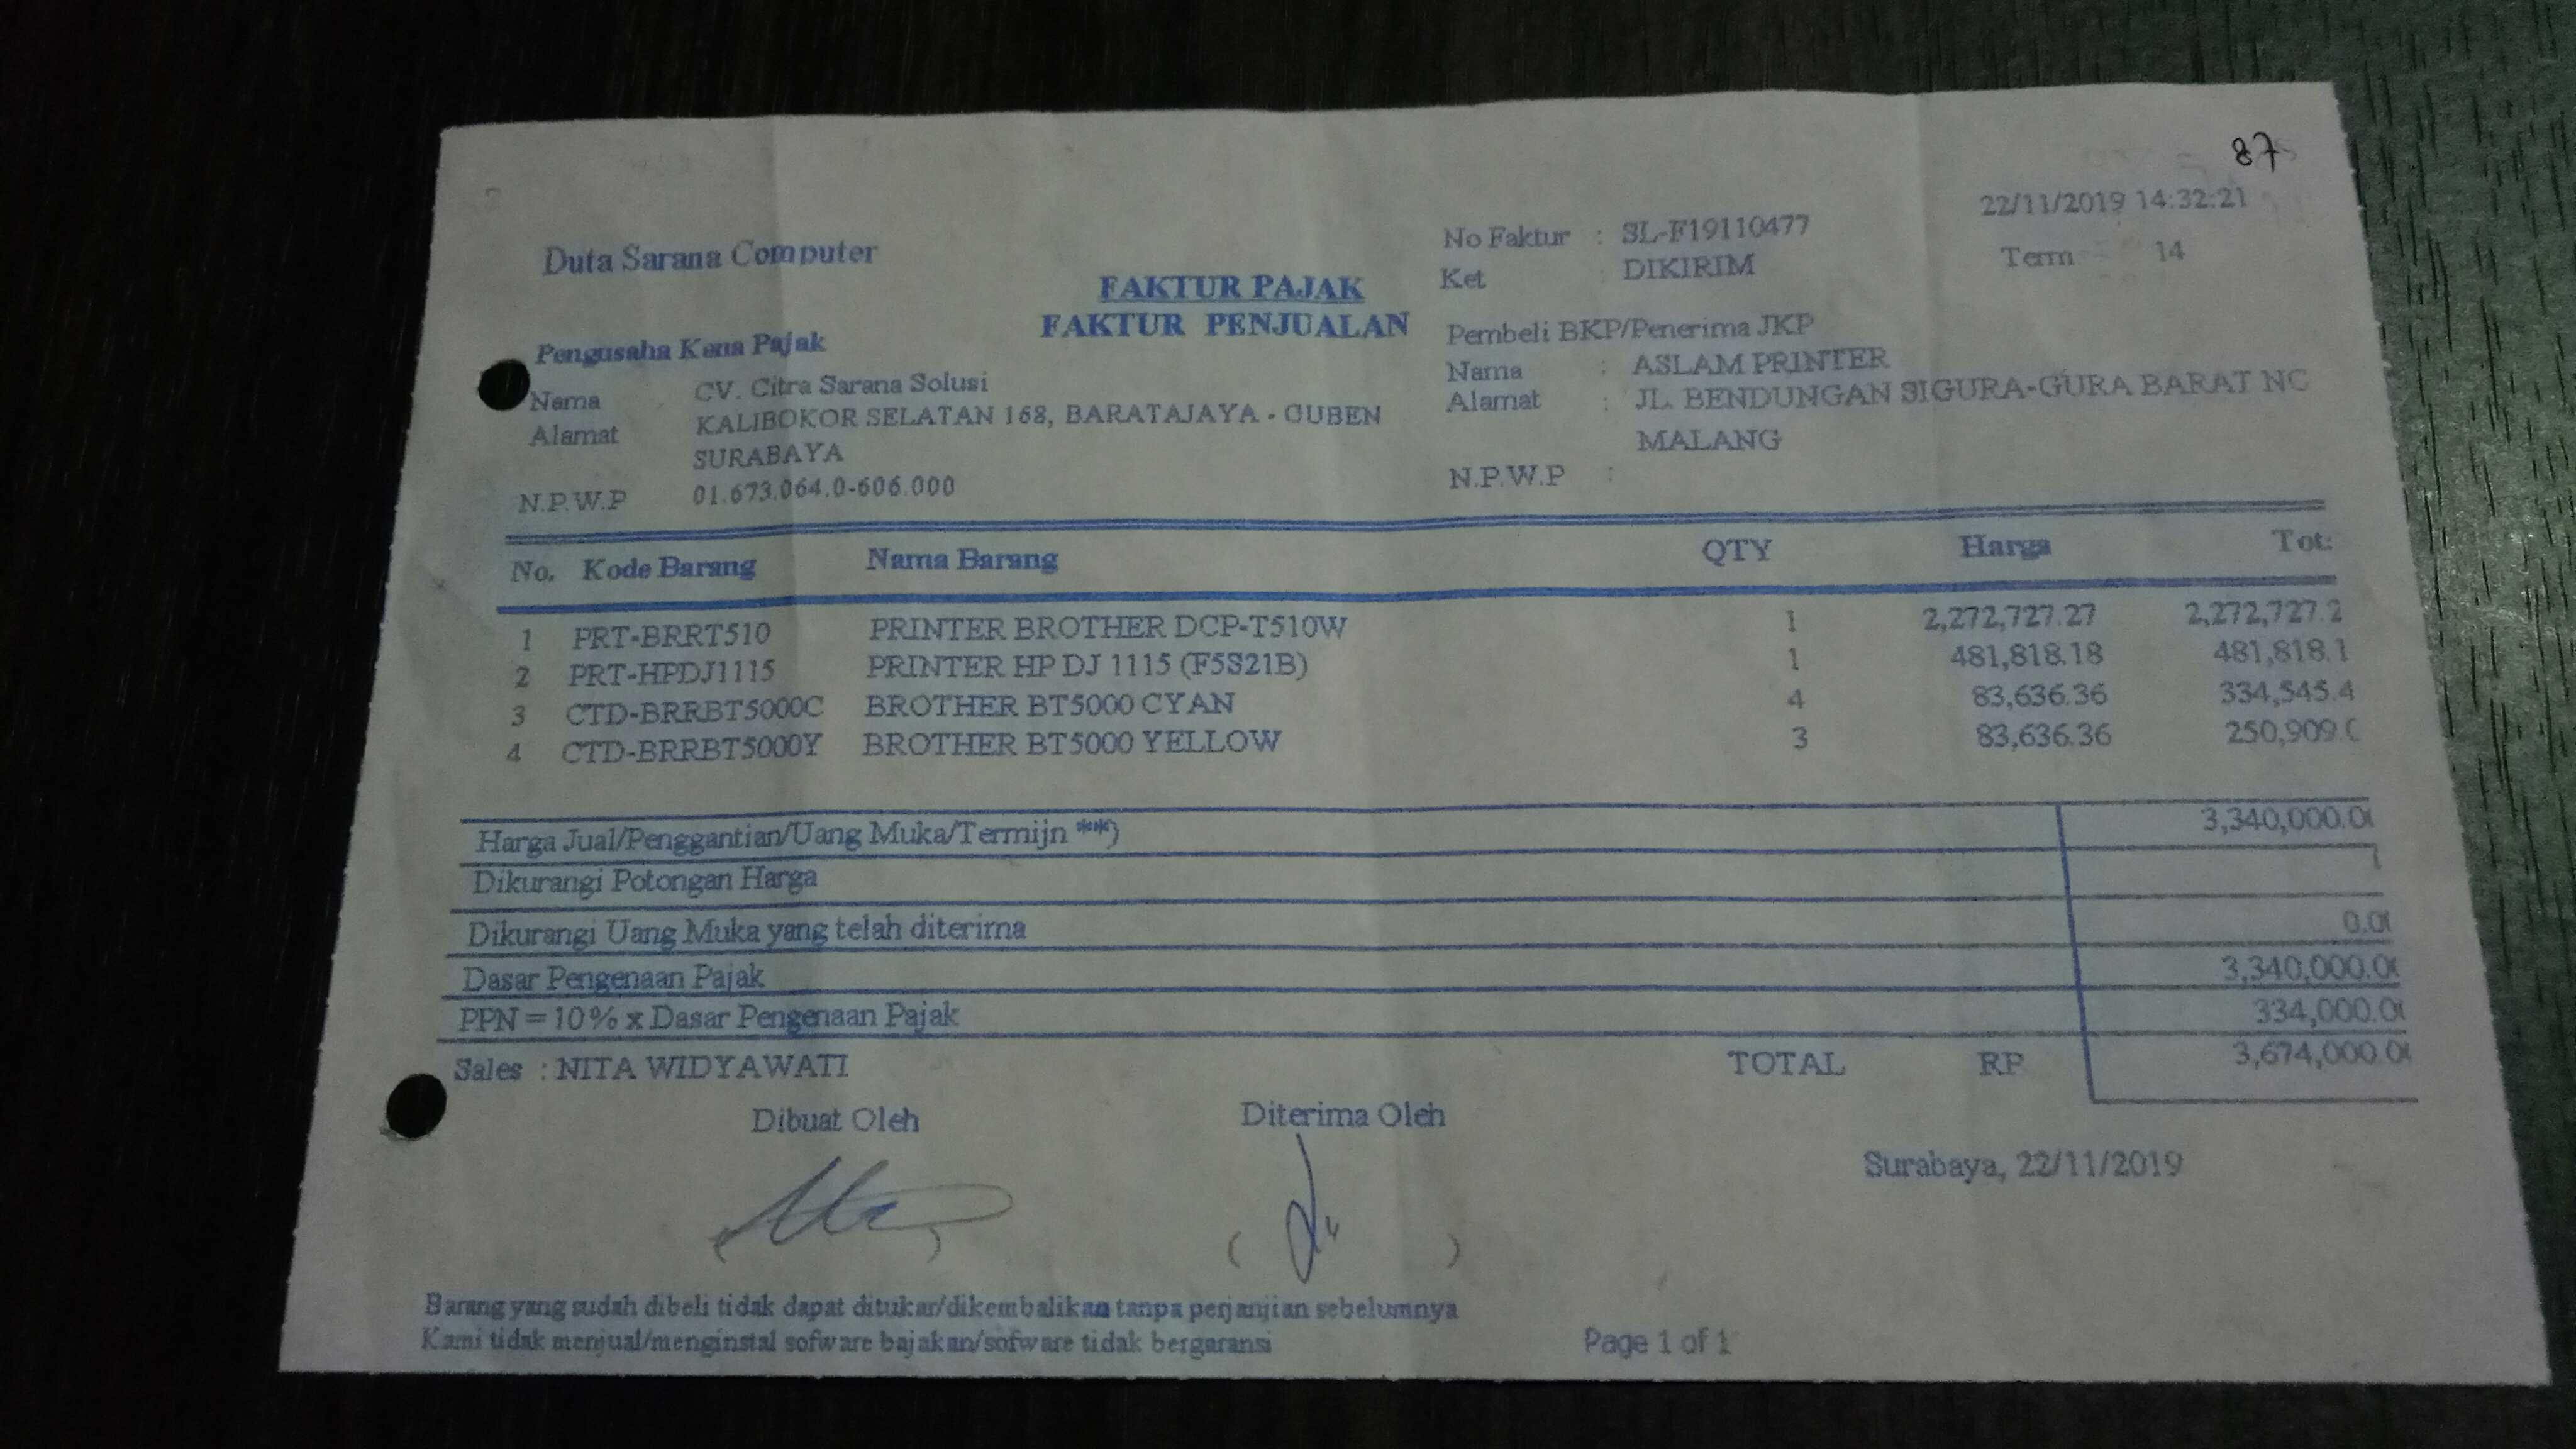 87
22/11/2019 14:32:21
Duta Sarana Computer
No Faktur : SL-F19110477
Term 14
Ket DIKIRIM
FAKTUR PAJAK
FAKTUR PENJUALAN
Pengusaha Kena Pajak
Nama CV. Citra Sarana Solusi
Alamat KALIBOKOR SELATAN 168, BARATAJAYA - GUBEN
SURABAYA
N.P.W.P 01.673.064.0-606.000
Pembeli BKP/Penerima JKP
Nama : ASLAM PRINTER
Alamat : JL. BENDUNGAN SIGURA-GURA BARAT NO
MALANG
N.P.W.P :
No. Kode Barang Nama Barang QTY Harga Tot
1 PRT-BRRT510 PRINTER BROTHER DCP-T510W 1 2,272,727.27 2,272,727.2
2 PRT-HPDJ1115 PRINTER HP DJ 1115 (F5S21B) 1 481,818.18 481,818.1
3 CTD-BRRBT5000C BROTHER BT5000 CYAN 4 83,636.36 334,545.4
4 CTD-BRRBT5000Y BROTHER BT5000 YELLOW 3 83,636.36 250,909.0
Harga Jual/Penggantian/Uang Muka/Termijn **) 3,340,000.0
Dikurangi Potongan Harga
Dikurangi Uang Muka yang telah diterima 0.0
Dasar Pengenaan Pajak 3,340,000.0
PPN = 10% x Dasar Pengenaan Pajak 334,000.0
Sales : NITA WIDYAWATI TOTAL RP 3,674,000.0
Dibuat Oleh Diterima Oleh
Surabaya, 22/11/2019
Barang yang sudah dibeli tidak dapat ditukar/dikembalikan tanpa perjanjian sebelumnya
Kami tidak menjual/menginstal sofware bajakan/sofware tidak bergaransi
Page 1 of 1